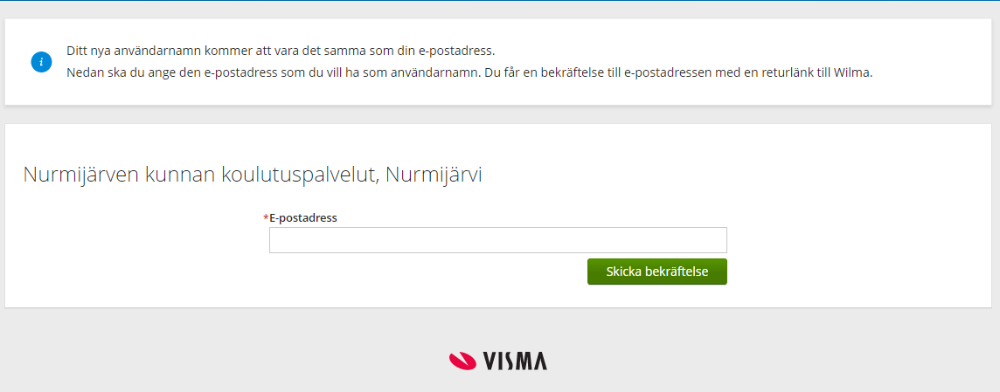 Ditt nya användarnamn kommer att vara det samma som din e-postadress.
Nedan ska du ange den e-postadress som du vill ha som användarnamn. Du får en bekräftelse till e-postadressen med en returlänk till Wilma.
Nurmijärven kunnan koulutuspalvelut, Nurmijärvi
*E-postadress
Skicka bekräftelse
VISMA